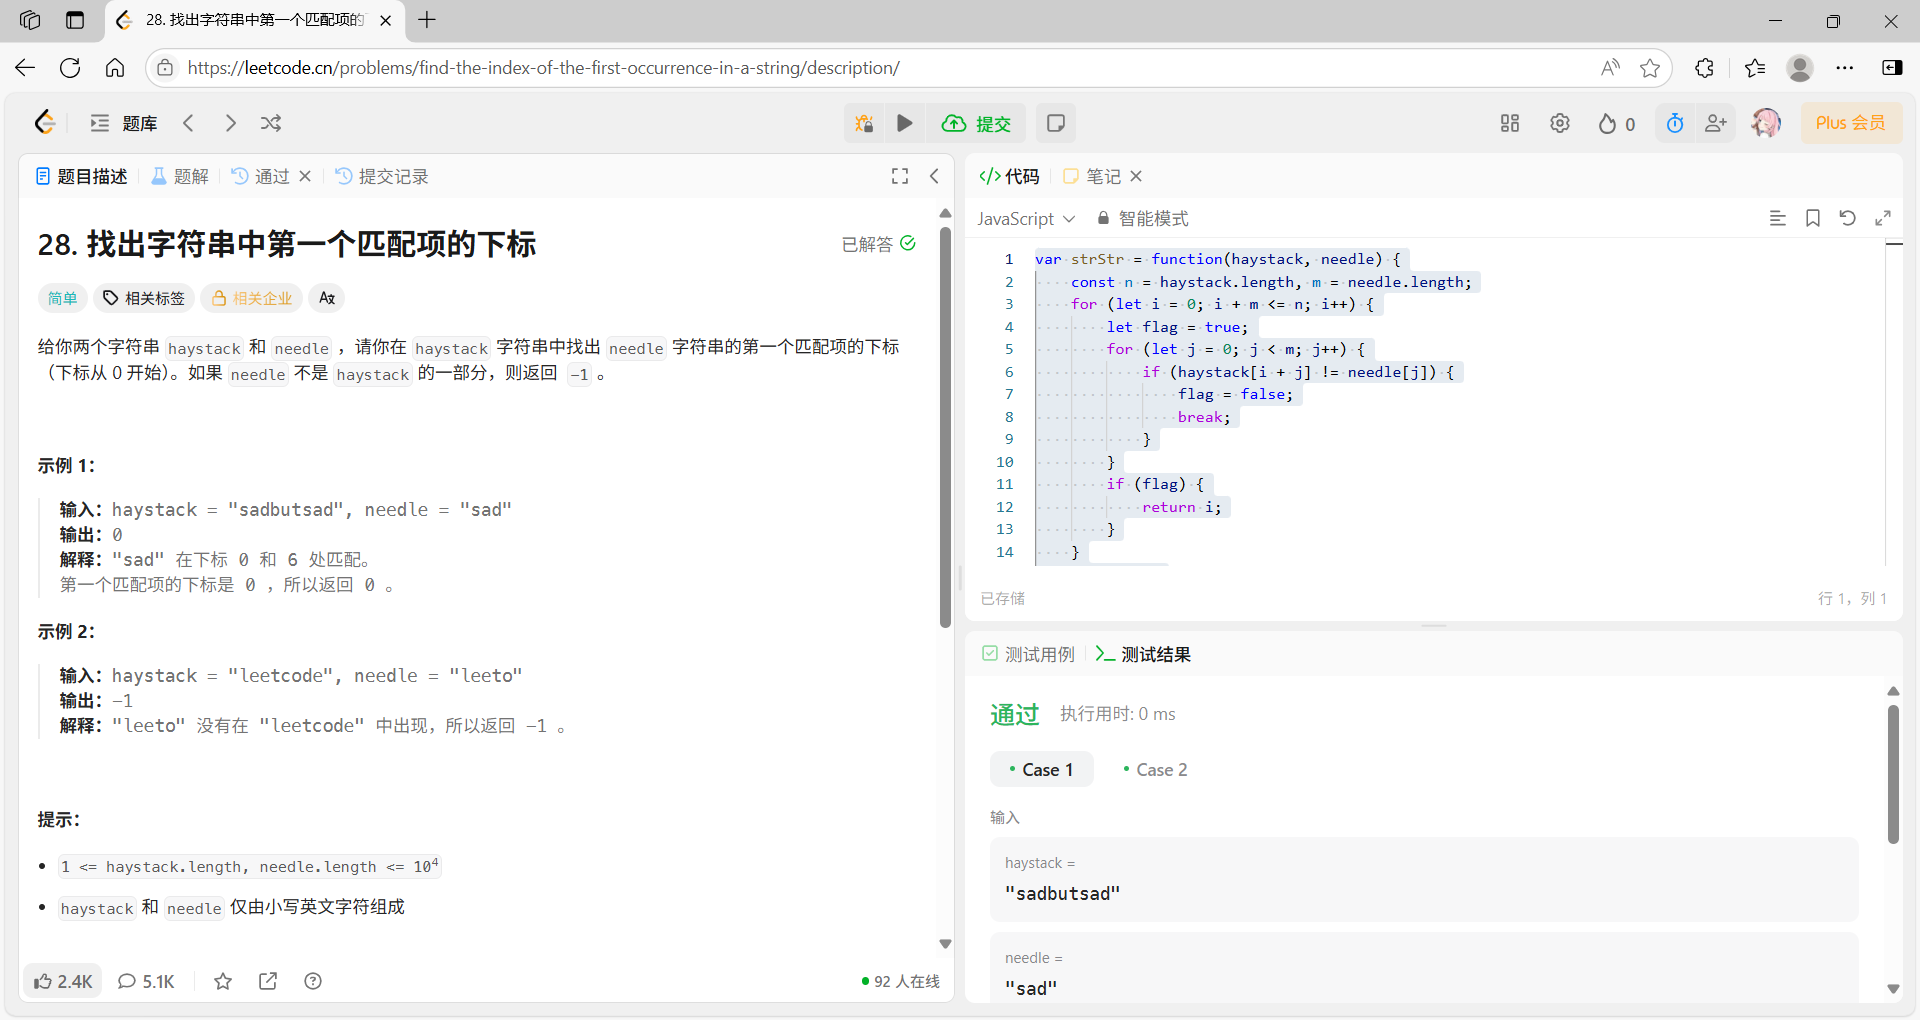 28. 找出字符串中第一个匹配项的
https://leetcode.cn/problems/find-the-index-of-the-first-occurrence-in-a-string/description/
题库
提交
0
Plus 会员
题目描述
题解
通过
提交记录
28. 找出字符串中第一个匹配项的下标
已解答
简单
相关标签
相关企业
给你两个字符串 haystack 和 needle ，请你在 haystack 字符串中找出 needle 字符串的第一个匹配项的下标
（下标从 0 开始）。如果 needle 不是 haystack 的一部分，则返回 -1 。
示例 1：
输入：haystack = "sadbutsad", needle = "sad"
输出：0
解释："sad" 在下标 0 和 6 处匹配。
第一个匹配项的下标是 0 ，所以返回 0 。
示例 2：
输入：haystack = "leetcode", needle = "leeto"
输出：-1
解释："leeto" 没有在 "leetcode" 中出现，所以返回 -1 。
提示：
• 1 <= haystack.length, needle.length <= 10⁴
• haystack 和 needle 仅由小写英文字符组成
2.4K
5.1K
92 人在线
代码
笔记
JavaScript
智能模式
1 var strStr = function(haystack, needle) {
2     const n = haystack.length, m = needle.length;
3     for (let i = 0; i + m <= n; i++) {
4         let flag = true;
5         for (let j = 0; j < m; j++) {
6             if (haystack[i + j] != needle[j]) {
7                 flag = false;
8                 break;
9             }
10         }
11         if (flag) {
12             return i;
13         }
14     }
已存储
行 1，列 1
测试用例
测试结果
通过
执行用时: 0 ms
Case 1
Case 2
输入
haystack =
"sadbutsad"
needle =
"sad"